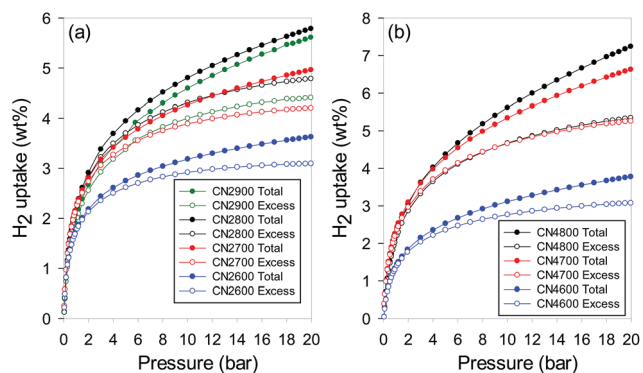 (a)
H2 uptake (wt%)
6
5
4
3
2
1
0
CN2900 Total
CN2900 Excess
CN2800 Total
CN2800 Excess
CN2700 Total
CN2700 Excess
CN2600 Total
CN2600 Excess
0 2 4 6 8 10 12 14 16 18 20
Pressure (bar)
(b)
H2 uptake (wt%)
8
7
6
5
4
3
2
1
0
CN4800 Total
CN4800 Excess
CN4700 Total
CN4700 Excess
CN4600 Total
CN4600 Excess
0 2 4 6 8 10 12 14 16 18 20
Pressure (bar)